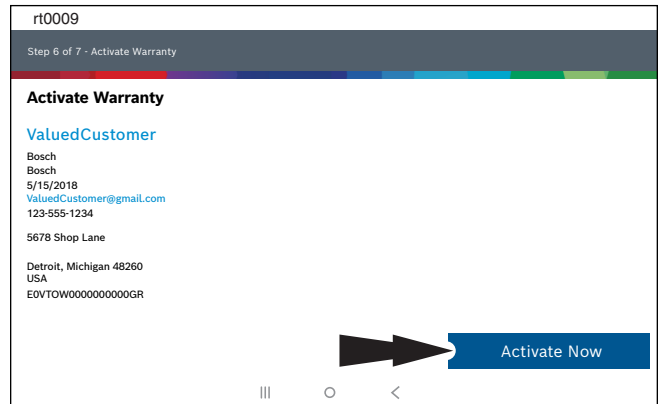 rt0009
Step 6 of 7 - Activate Warranty
Activate Warranty
ValuedCustomer
Bosch
Bosch
5/15/2018
ValuedCustomer@gmail.com
123-555-1234
5678 Shop Lane
Detroit, Michigan 48260
USA
E0VTOW0000000000GR
Activate Now